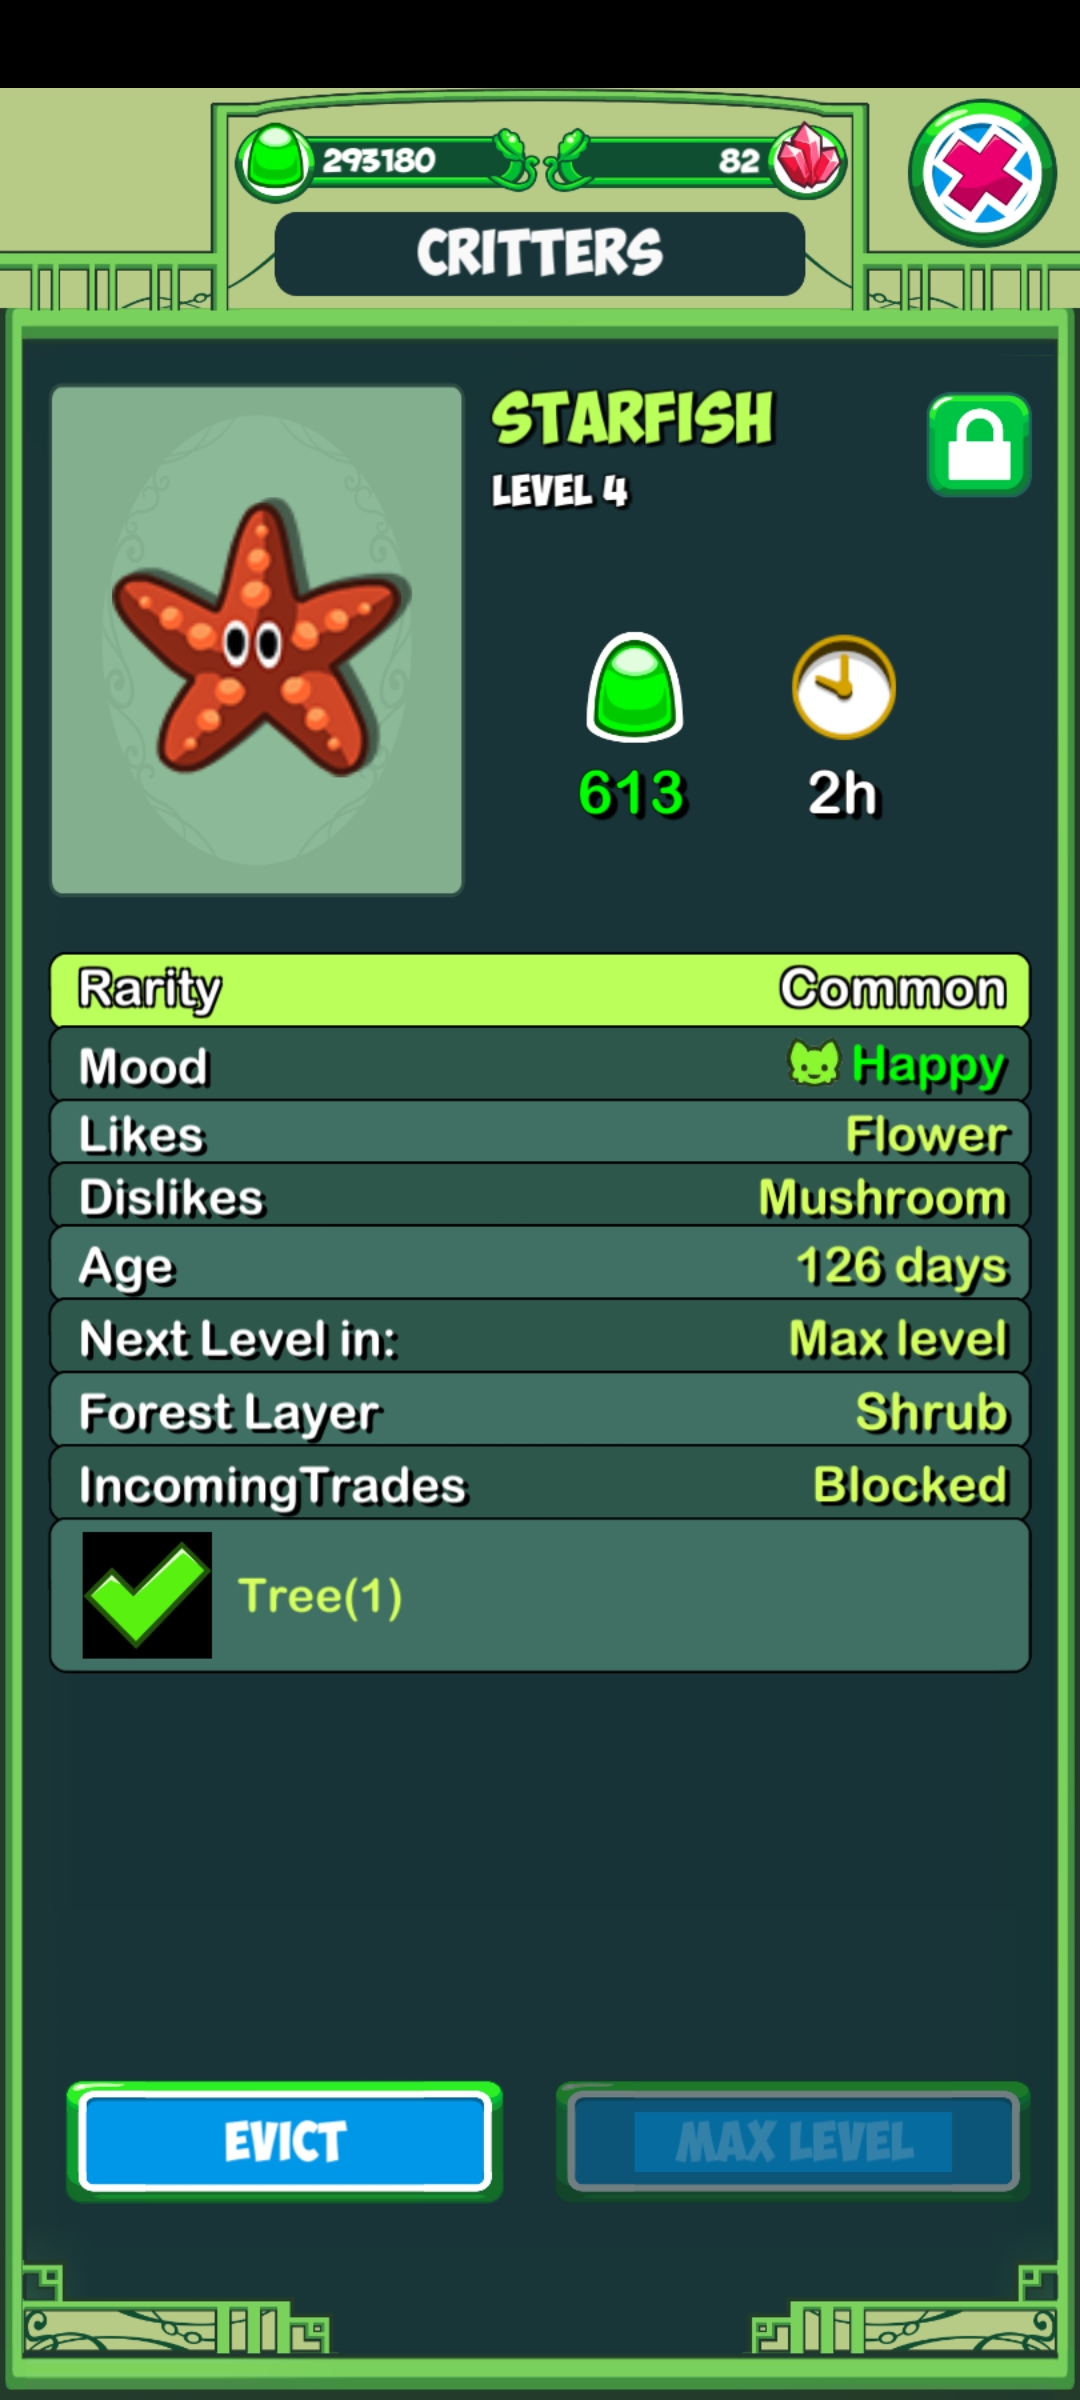 293180 82
CRITTERS
STARFISH
LEVEL 4
613 2h
Rarity Common
Mood Happy
Likes Flower
Dislikes Mushroom
Age 126 days
Next Level in: Max level
Forest Layer Shrub
IncomingTrades Blocked
Tree(1)
EVICT MAX LEVEL